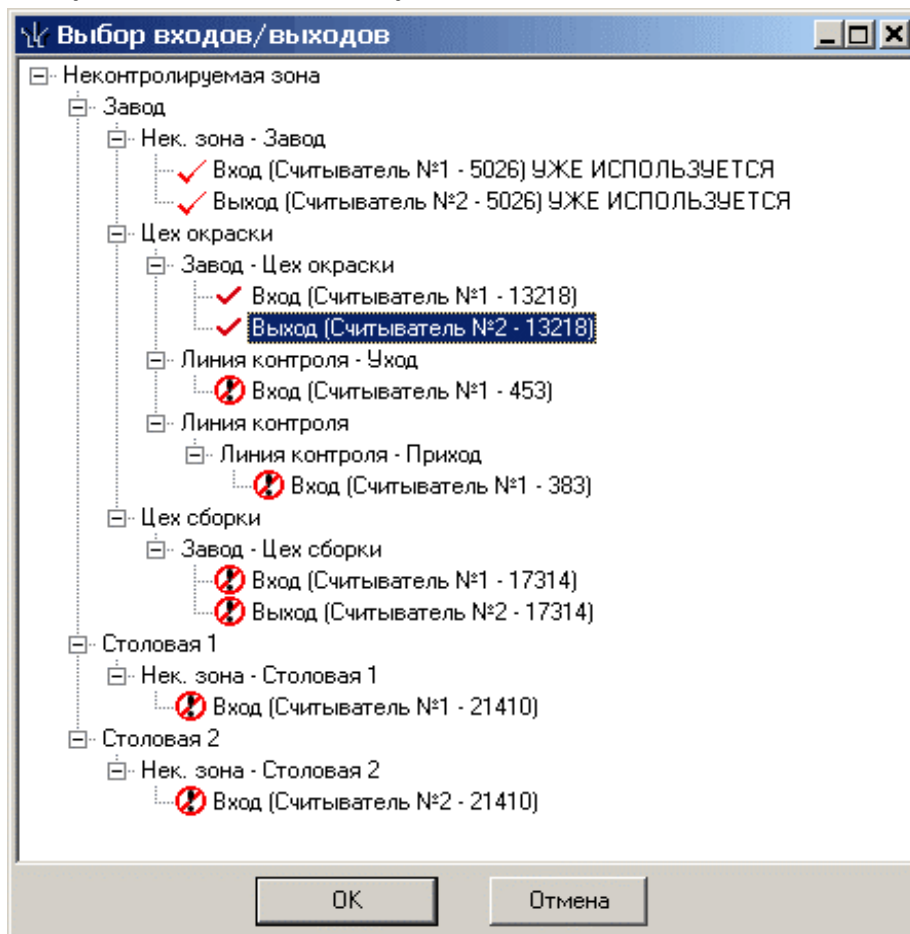 Выбор входов/выходов
Неконтролируемая зона
Завод
Нек. зона - Завод
Вход (Считыватель №1 - 5026) УЖЕ ИСПОЛЬЗУЕТСЯ
Выход (Считыватель №2 - 5026) УЖЕ ИСПОЛЬЗУЕТСЯ
Цех окраски
Завод - Цех окраски
Вход (Считыватель №1 - 13218)
Выход (Считыватель №2 - 13218)
Линия контроля - Уход
Вход (Считыватель №1 - 453)
Линия контроля
Линия контроля - Приход
Вход (Считыватель №1 - 383)
Цех сборки
Завод - Цех сборки
Вход (Считыватель №1 - 17314)
Выход (Считыватель №2 - 17314)
Столовая 1
Нек. зона - Столовая 1
Вход (Считыватель №1 - 21410)
Столовая 2
Нек. зона - Столовая 2
Вход (Считыватель №2 - 21410)
OK Отмена